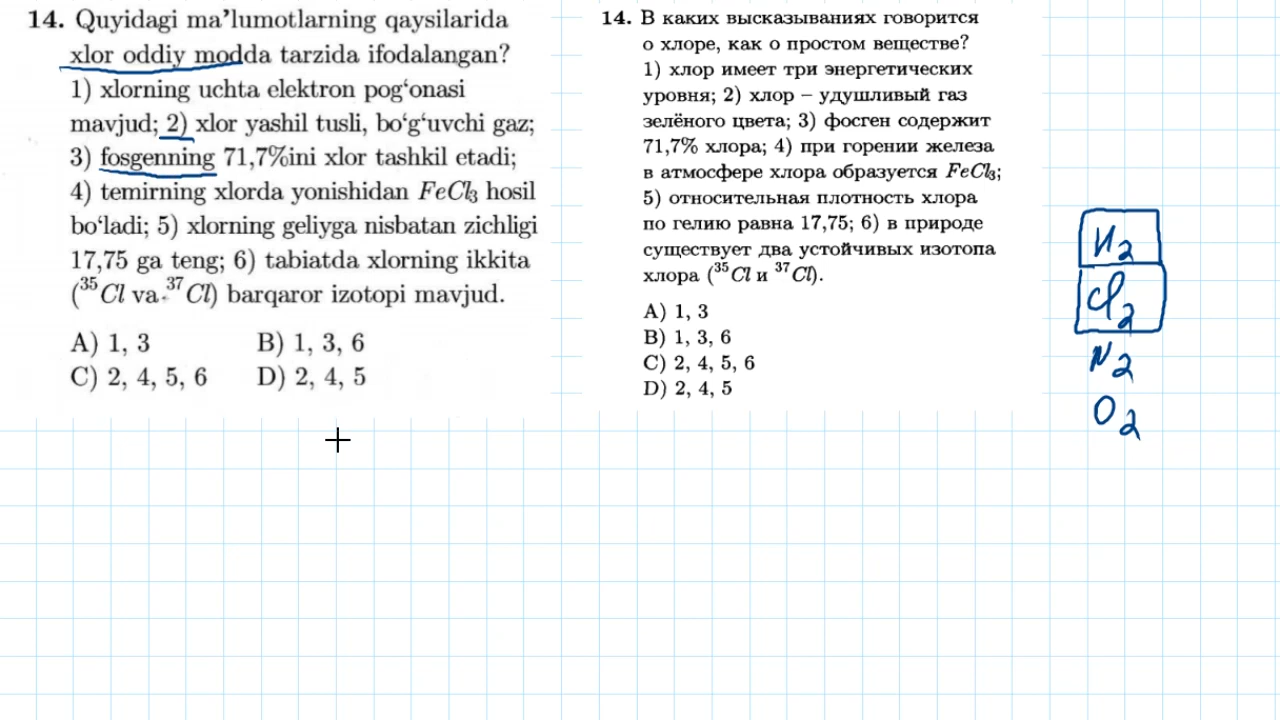 14. Quyidagi ma’lumotlarning qaysilarida
xlor oddiy modda tarzida ifodalangan?
1) xlorning uchta elektron pog‘onasi
mavjud; 2) xlor yashil tusli, bo‘g‘uvchi gaz;
3) fosgenning 71,7%ini xlor tashkil etadi;
4) temirning xlorda yonishidan FeCl₃ hosil
bo‘ladi; 5) xlorning geliyga nisbatan zichligi
17,75 ga teng; 6) tabiatda xlorning ikkita
(³⁵Cl va ³⁷Cl) barqaror izotopi mavjud.
A) 1, 3 B) 1, 3, 6
C) 2, 4, 5, 6 D) 2, 4, 5
14. В каких высказываниях говорится
о хлоре, как о простом веществе?
1) хлор имеет три энергетических
уровня; 2) хлор – удушливый газ
зелёного цвета; 3) фосген содержит
71,7% хлора; 4) при горении железа
в атмосфере хлора образуется FeCl₃;
5) относительная плотность хлора
по гелию равна 17,75; 6) в природе
существует два устойчивых изотопа
хлора (³⁵Cl и ³⁷Cl).
A) 1, 3
B) 1, 3, 6
C) 2, 4, 5, 6
D) 2, 4, 5
H₂
Cl₂
N₂
O₂